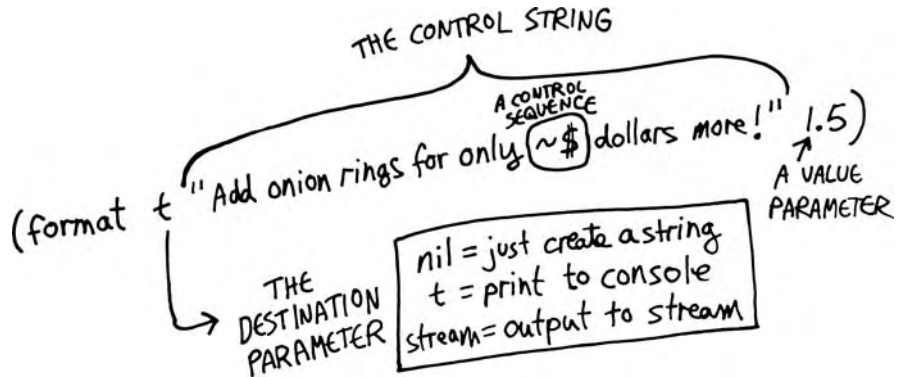 THE CONTROL STRING
A CONTROL
SEQUENCE
(format t "Add onion rings for only ~$ dollars more!" 1.5)
A VALUE
PARAMETER
THE
DESTINATION
PARAMETER
nil = just create a string
t = print to console
stream = output to stream